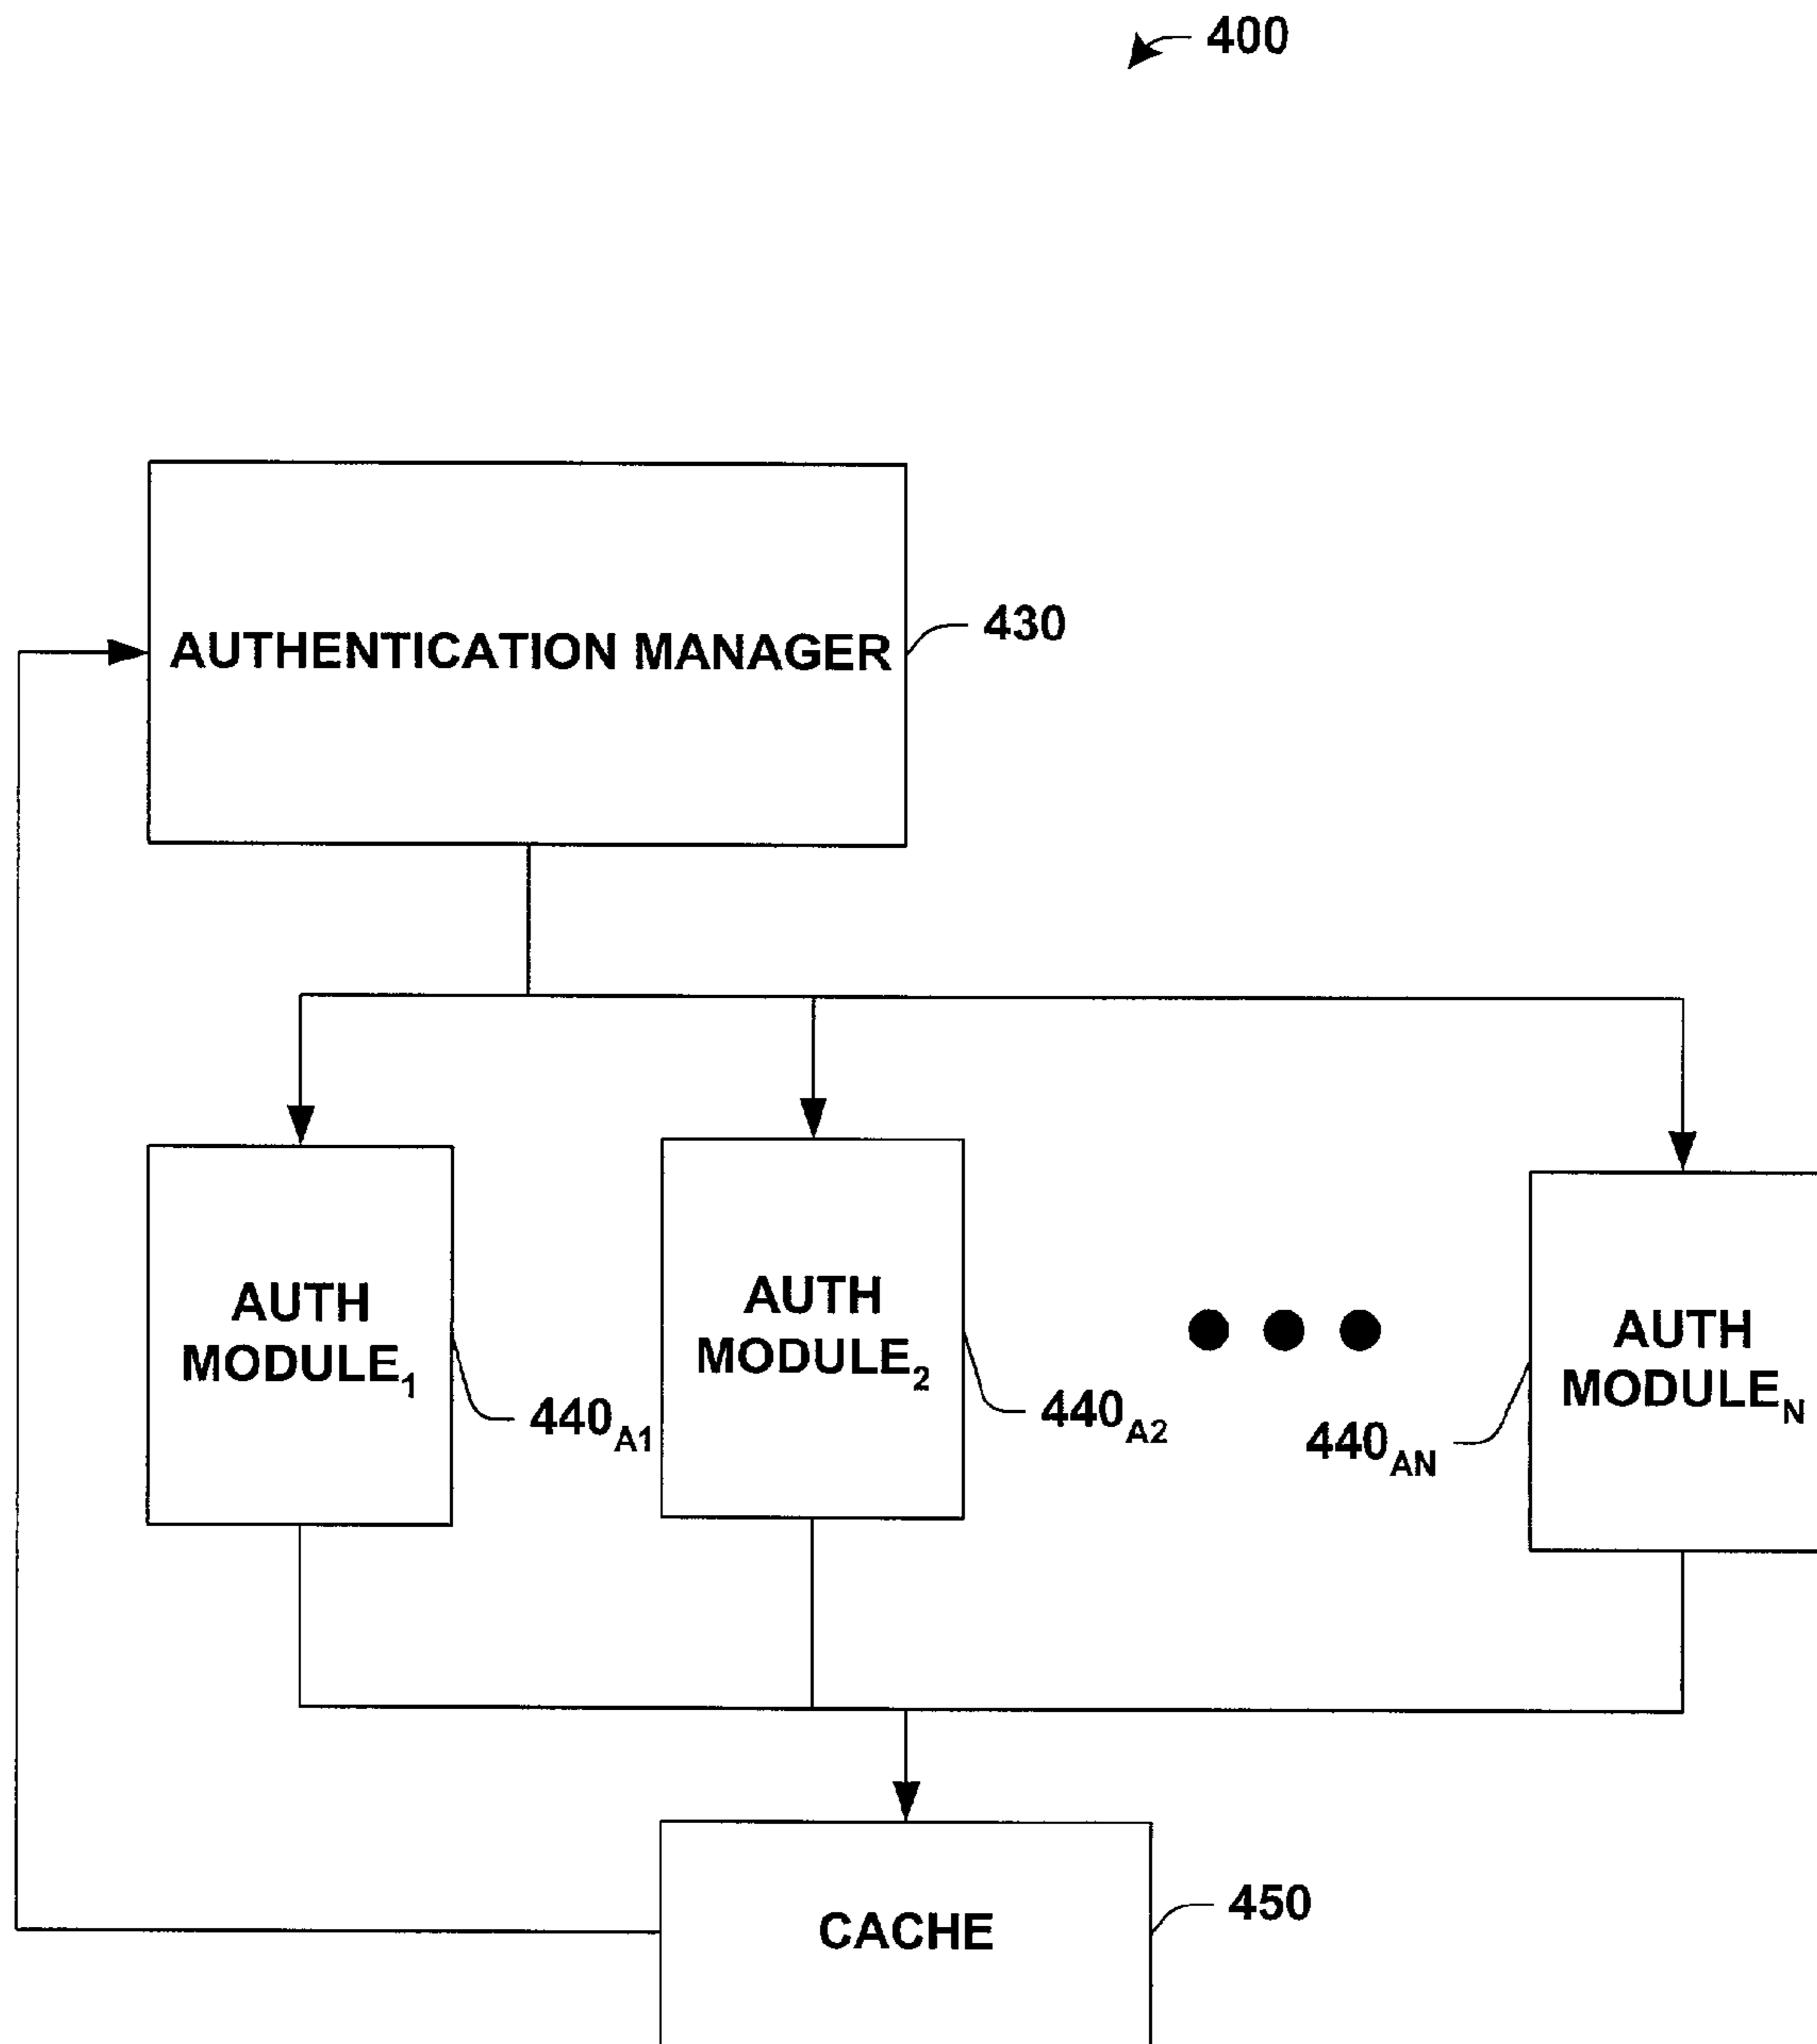 400
AUTHENTICATION MANAGER
430
AUTH
MODULE₁
440A1
AUTH
MODULE₂
440A2
AUTH
MODULEN
440AN
CACHE
450